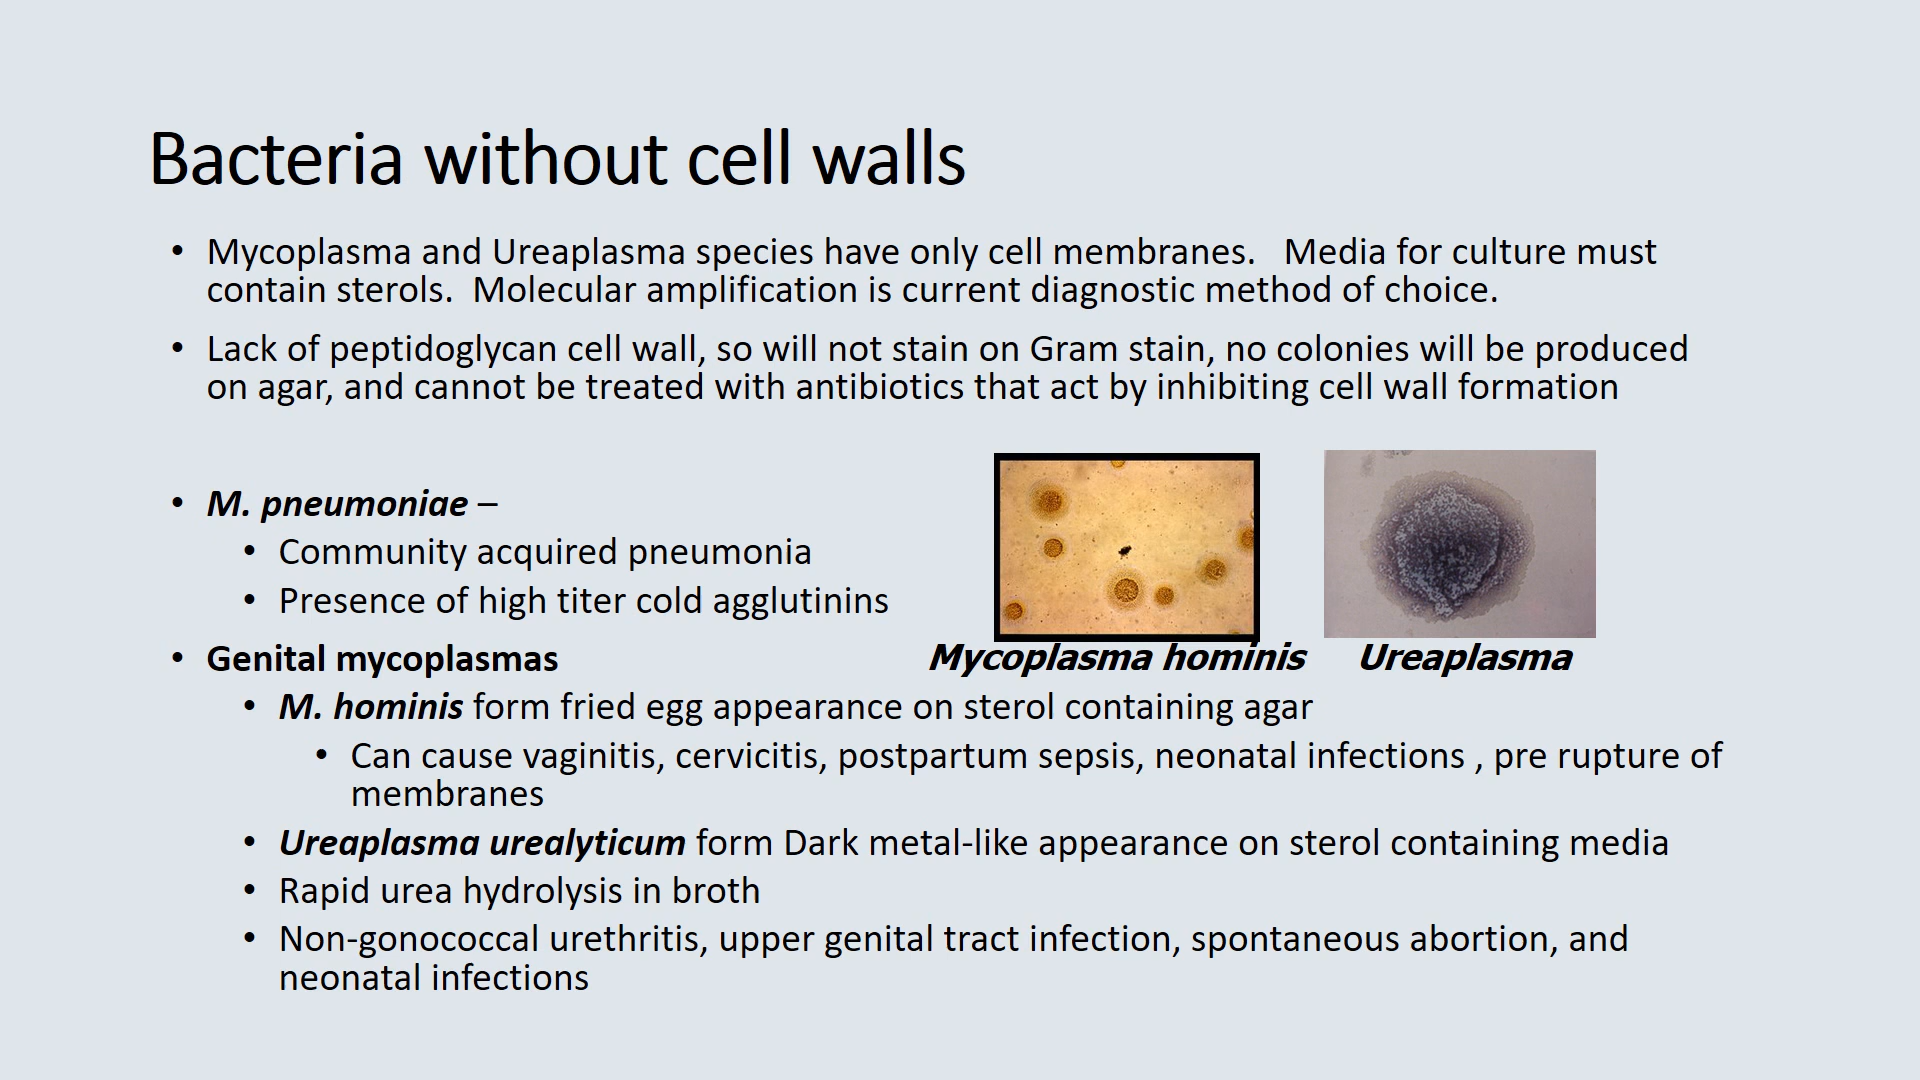 Bacteria without cell walls
• Mycoplasma and Ureaplasma species have only cell membranes.   Media for culture must
contain sterols.  Molecular amplification is current diagnostic method of choice.
• Lack of peptidoglycan cell wall, so will not stain on Gram stain, no colonies will be produced
on agar, and cannot be treated with antibiotics that act by inhibiting cell wall formation
• M. pneumoniae –
• Community acquired pneumonia
• Presence of high titer cold agglutinins
Mycoplasma hominis
Ureaplasma
• Genital mycoplasmas
• M. hominis form fried egg appearance on sterol containing agar
• Can cause vaginitis, cervicitis, postpartum sepsis, neonatal infections , pre rupture of
membranes
• Ureaplasma urealyticum form Dark metal-like appearance on sterol containing media
• Rapid urea hydrolysis in broth
• Non-gonococcal urethritis, upper genital tract infection, spontaneous abortion, and
neonatal infections